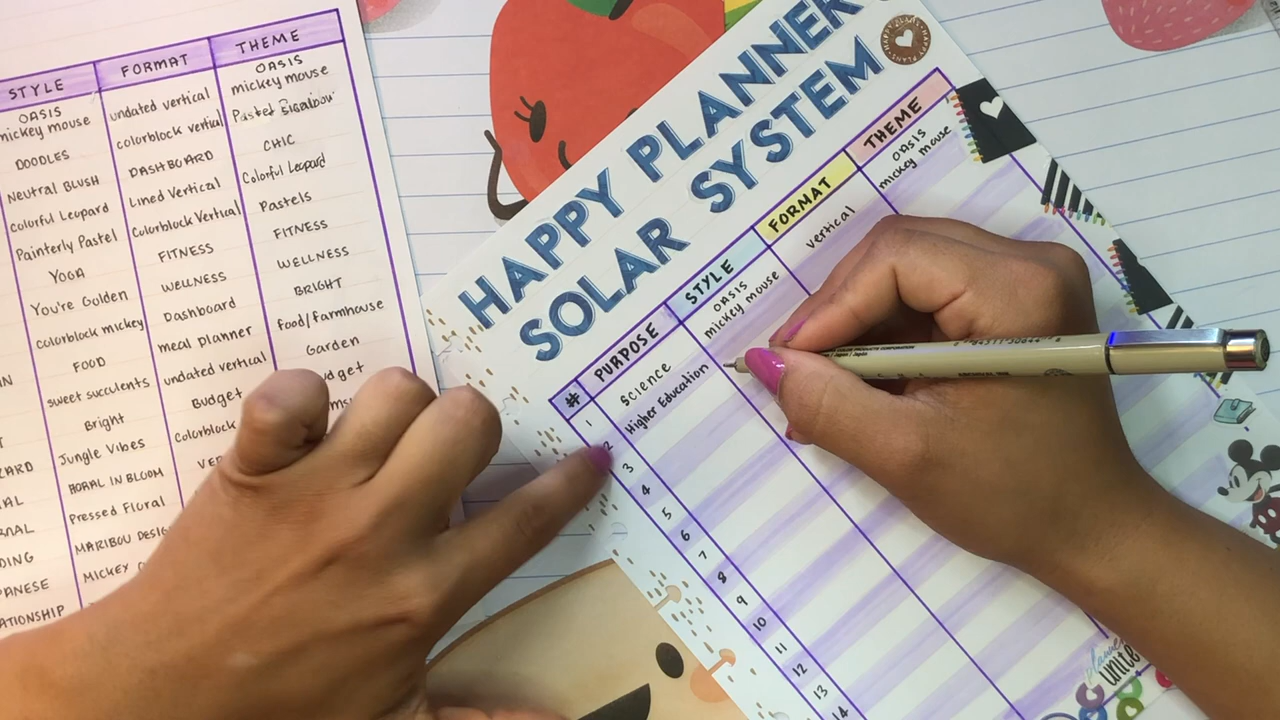 STYLE FORMAT THEME
OASIS
mickey mouse
undated vertical
OASIS
mickey mouse
DOODLES
colorblock vertical
Pastel
Neutral BLUSH
DASHBOARD
CHIC
Colorful Leopard
Lined Vertical
Colorful Leopard
Painterly Pastel
Colorblock Vertical
Pastels
YOGA
FITNESS
FITNESS
You're Golden
WELLNESS
WELLNESS
colorblock mickey
Dashboard
BRIGHT
FOOD
meal planner
food/farmhouse
sweet succulents
undated vertical
Garden
Bright
Budget
Jungle Vibes
Colorblock
FLORAL IN BLOOM
Pressed Floral
MARIBOU
MICKEY
HAPPY PLANNER
SOLAR SYSTEM
HAPPY PLANS
# PURPOSE STYLE FORMAT THEME
1 Science
OASIS
mickey mouse
vertical
OASIS
mickey mouse
2 Higher Education
3
4
5
6
7
8
9
10
11
12
13
14
planner
unite